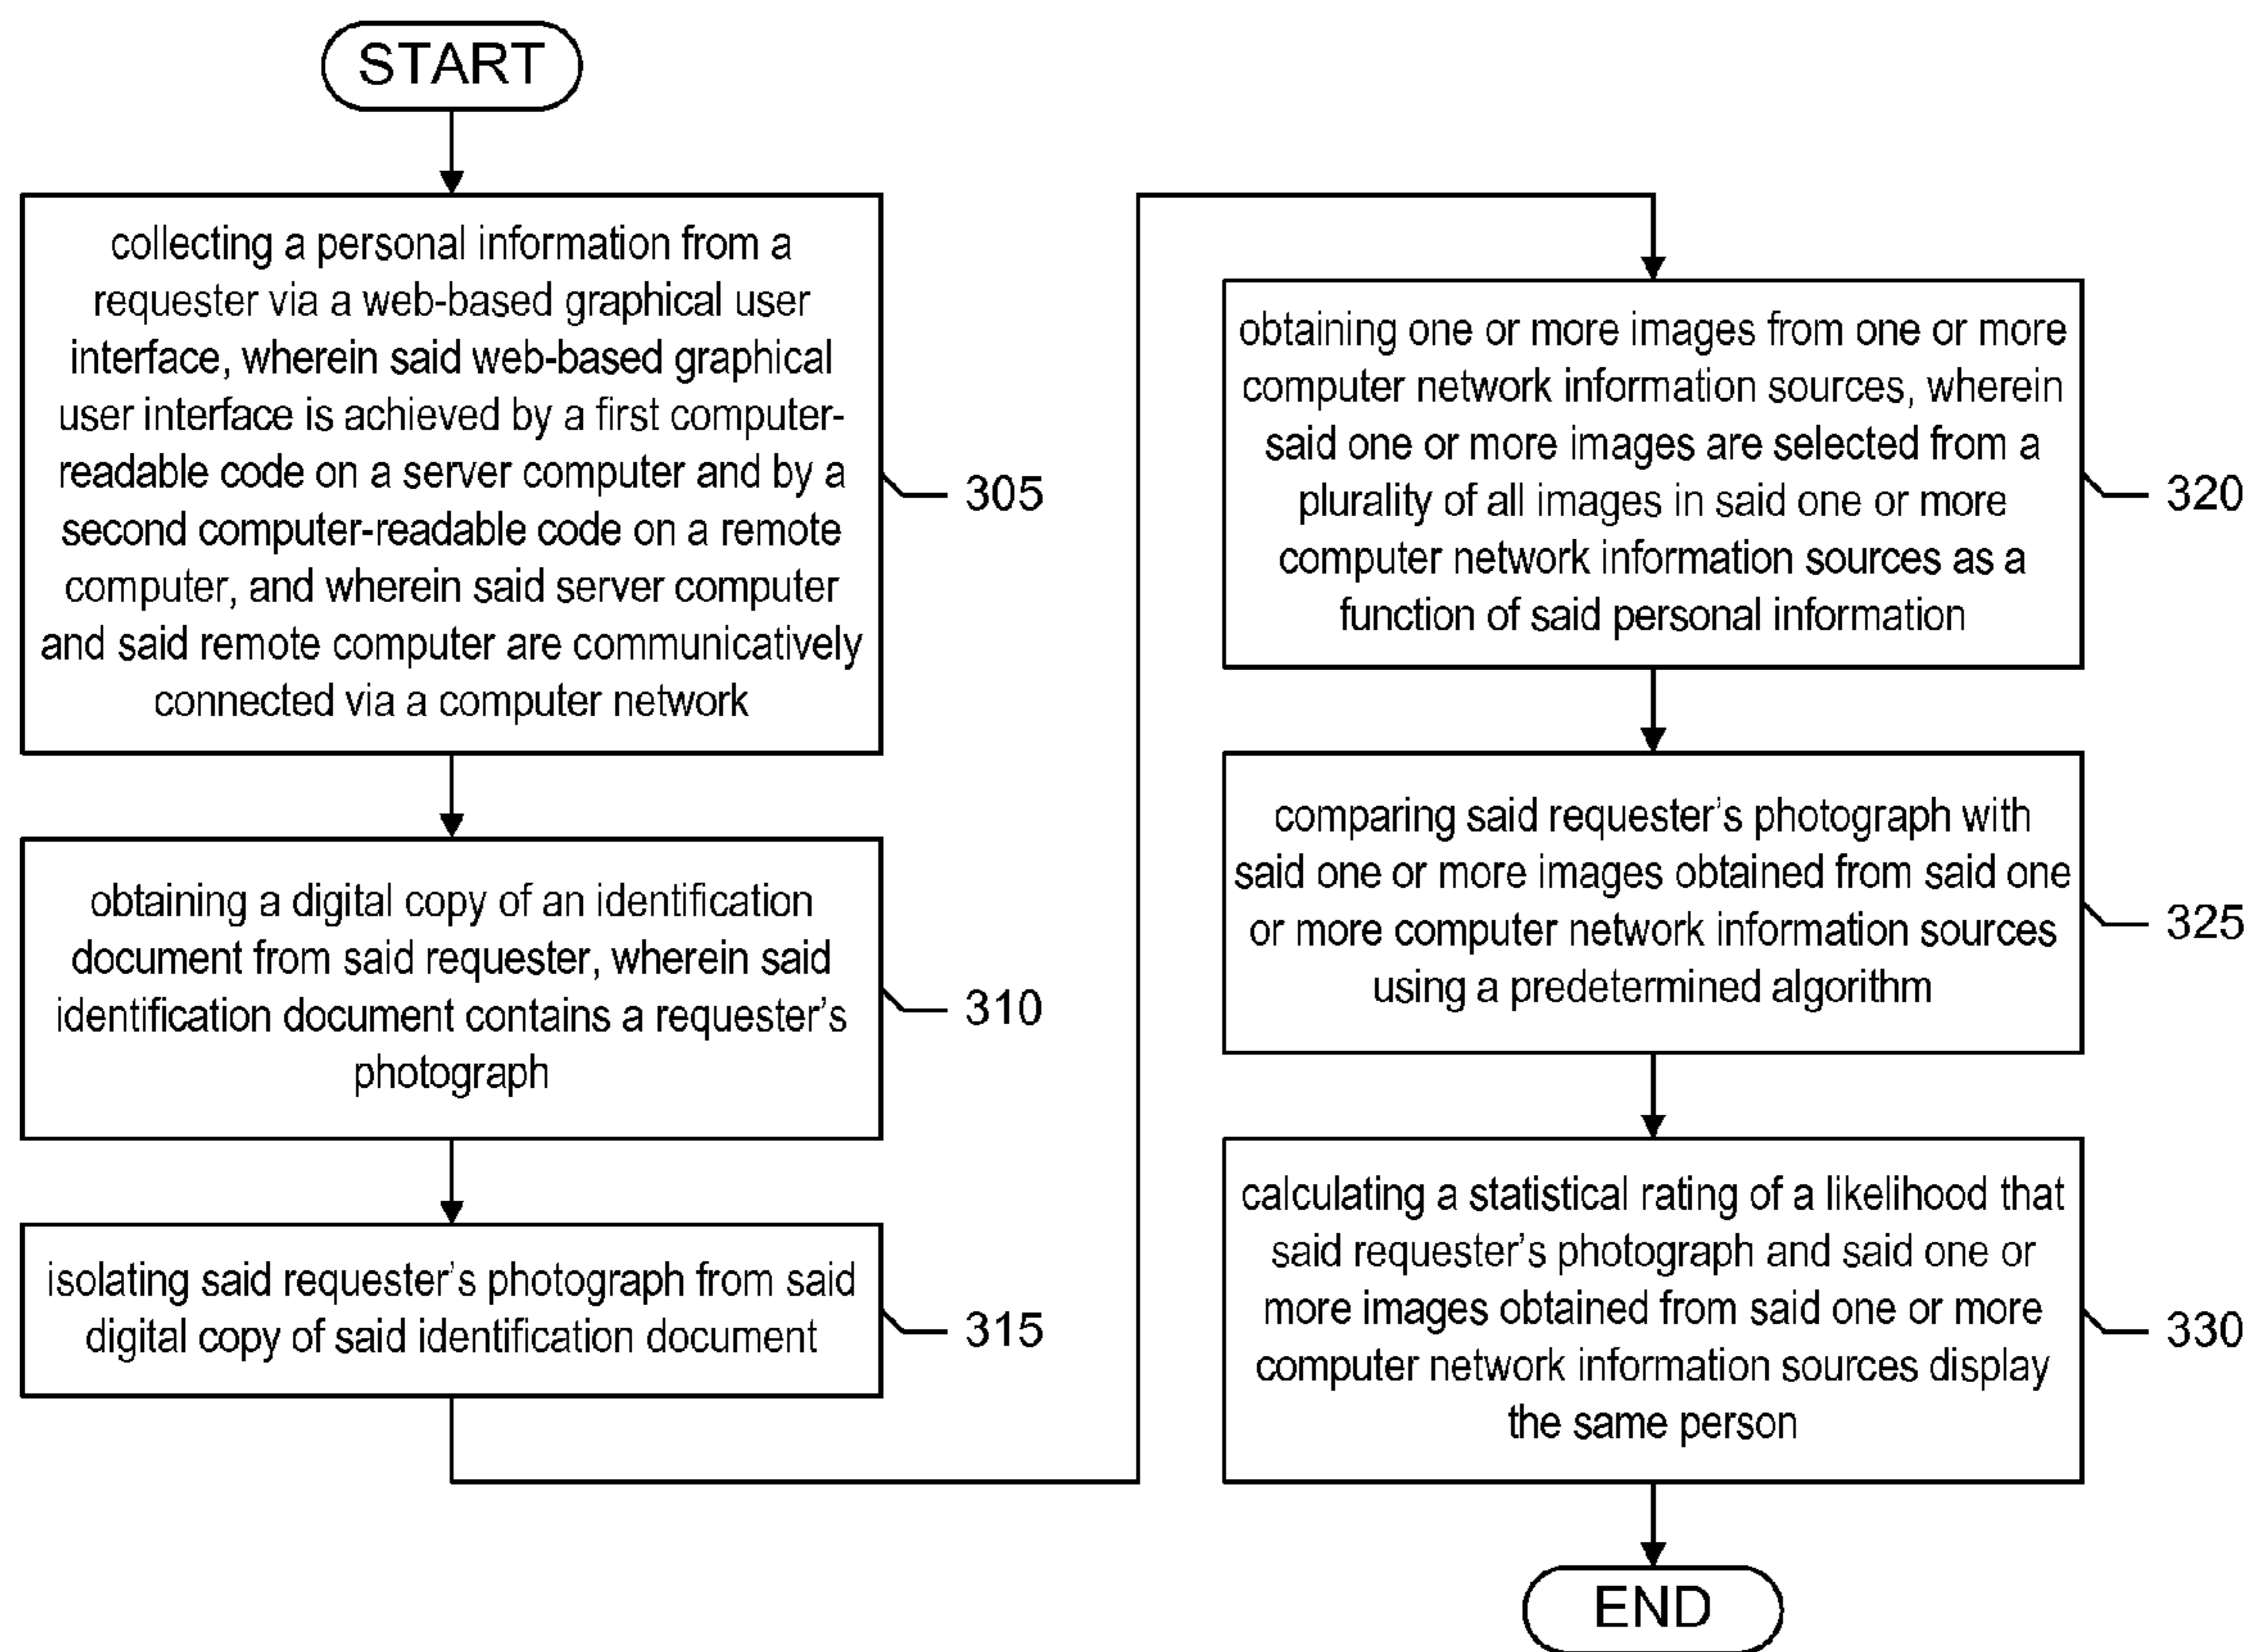 START
collecting a personal information from a
requester via a web-based graphical user
interface, wherein said web-based graphical
user interface is achieved by a first computer-
readable code on a server computer and by a
second computer-readable code on a remote
computer, and wherein said server computer
and said remote computer are communicatively
connected via a computer network
305
obtaining a digital copy of an identification
document from said requester, wherein said
identification document contains a requester's
photograph
310
isolating said requester's photograph from said
digital copy of said identification document
315
obtaining one or more images from one or more
computer network information sources, wherein
said one or more images are selected from a
plurality of all images in said one or more
computer network information sources as a
function of said personal information
320
comparing said requester's photograph with
said one or more images obtained from said one
or more computer network information sources
using a predetermined algorithm
325
calculating a statistical rating of a likelihood that
said requester's photograph and said one or
more images obtained from said one or more
computer network information sources display
the same person
330
END